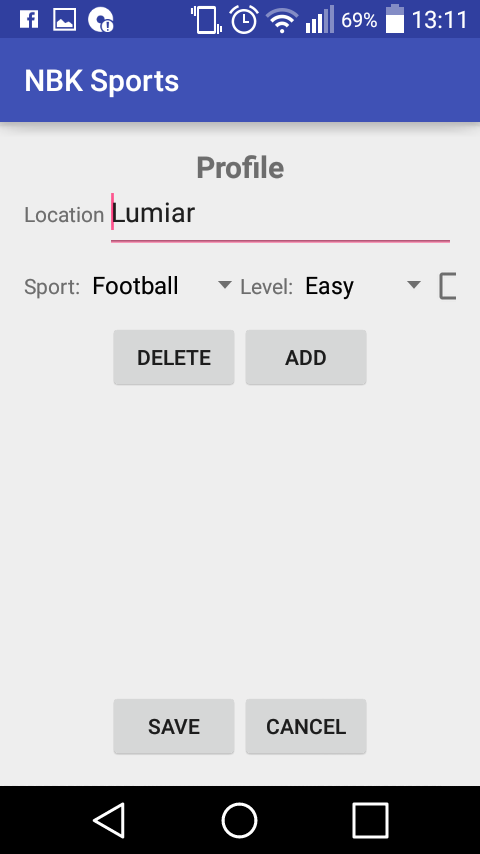 69% 13:11
NBK Sports
Profile
Location Lumiar
Sport: Football Level: Easy
DELETE ADD
SAVE CANCEL